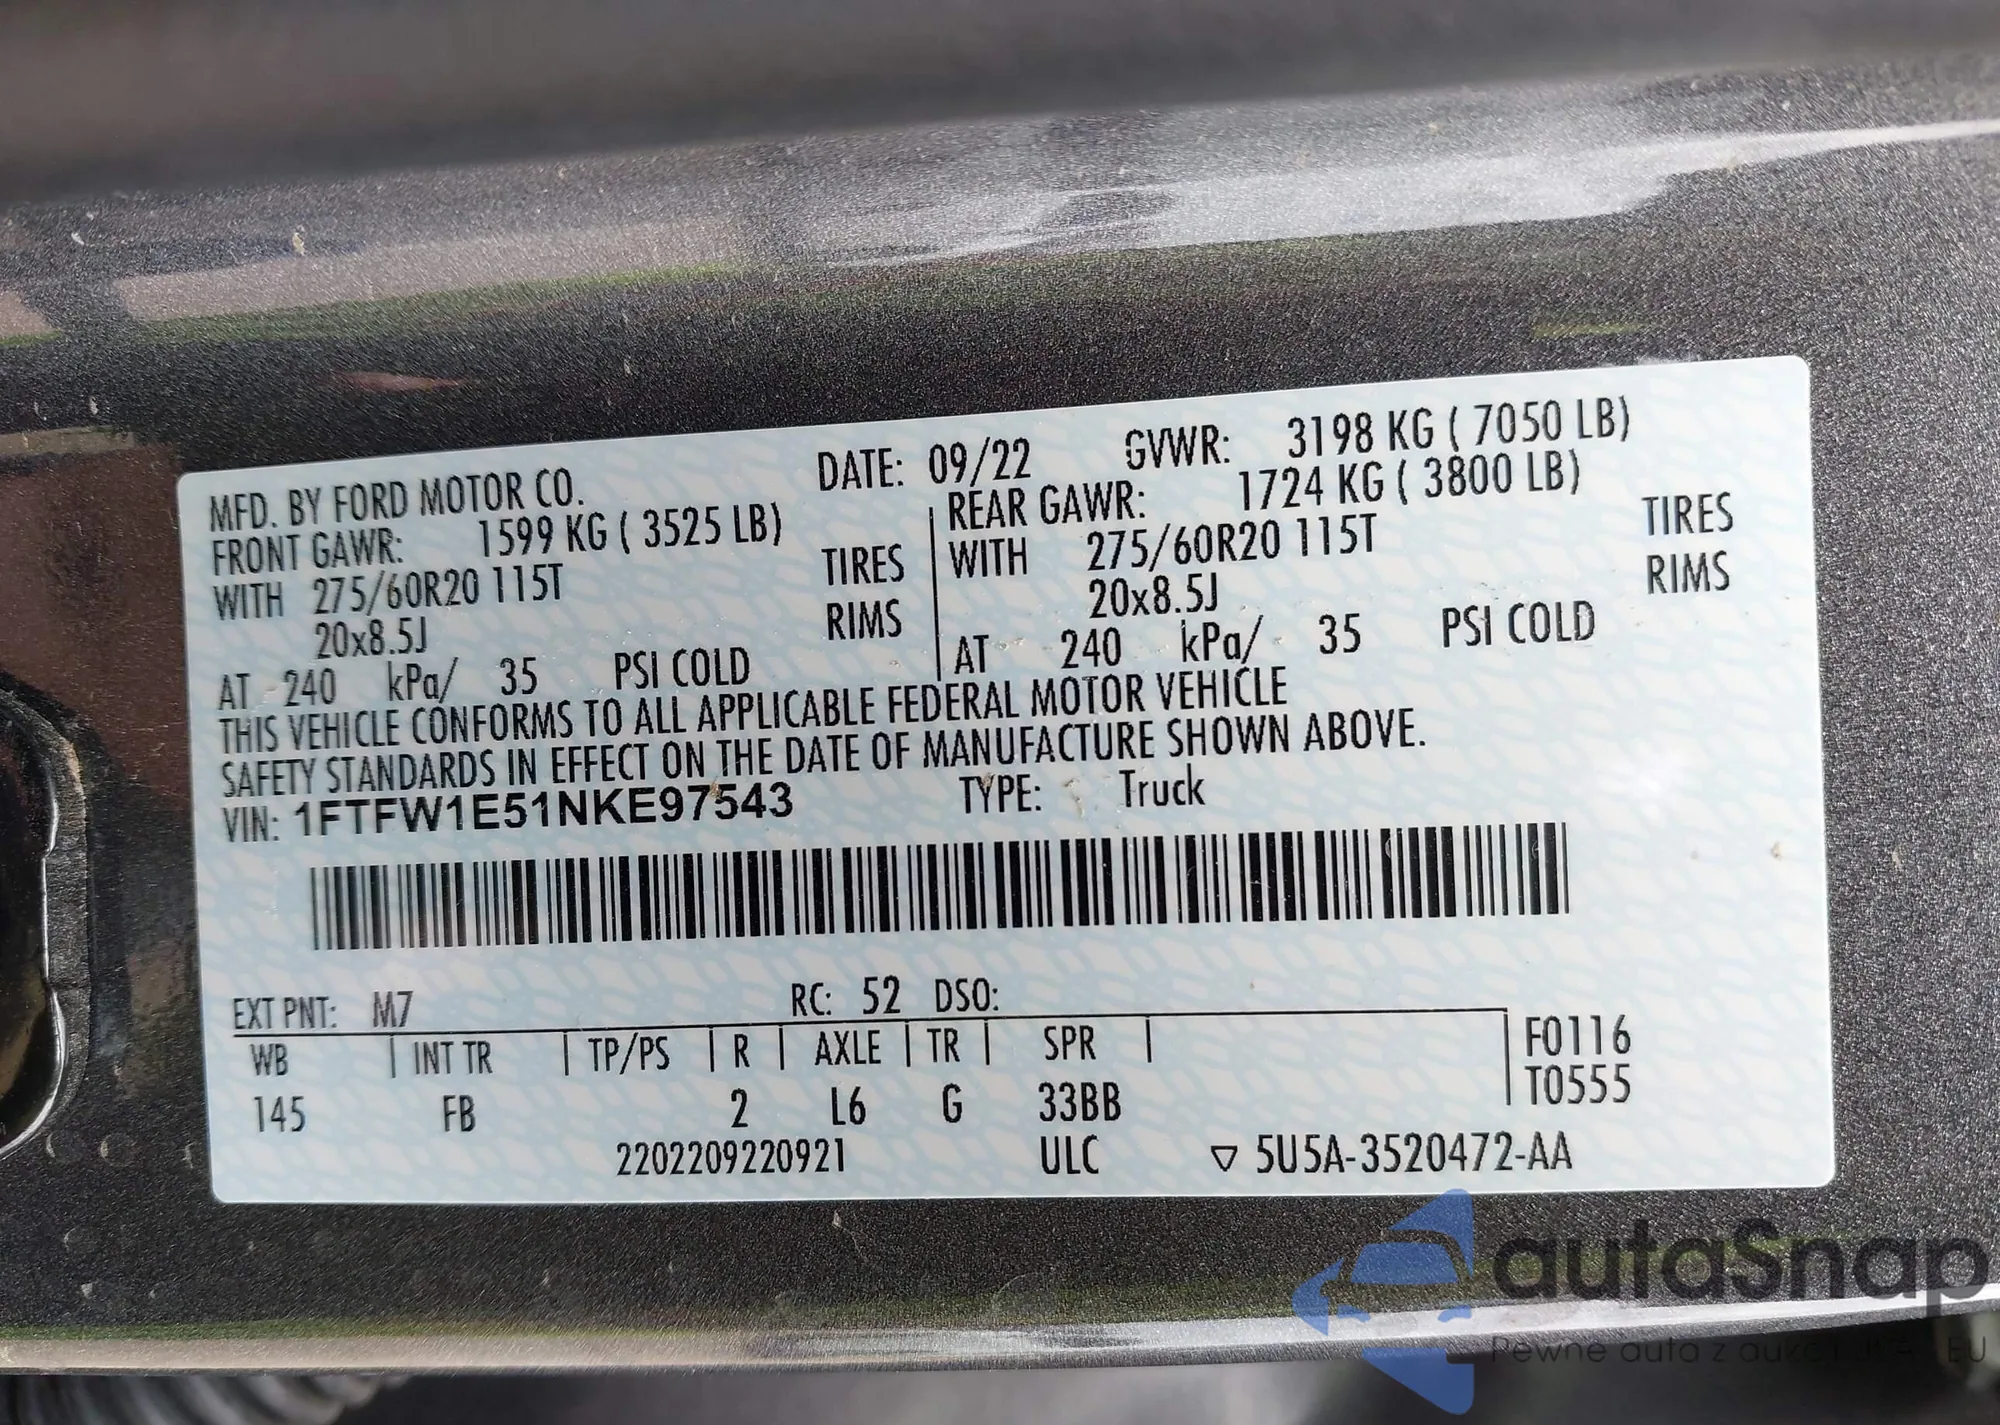 MFD. BY FORD MOTOR CO. DATE: 09/22 GVWR: 3198 KG ( 7050 LB)
FRONT GAWR: 1599 KG ( 3525 LB) REAR GAWR: 1724 KG ( 3800 LB)
WITH 275/60R20 115T TIRES WITH 275/60R20 115T TIRES
20x8.5J RIMS 20x8.5J RIMS
AT 240 kPa/ 35 PSI COLD AT 240 kPa/ 35 PSI COLD
THIS VEHICLE CONFORMS TO ALL APPLICABLE FEDERAL MOTOR VEHICLE
SAFETY STANDARDS IN EFFECT ON THE DATE OF MANUFACTURE SHOWN ABOVE.
VIN: 1FTFW1E51NKE97543 TYPE: Truck
EXT PNT: M7 RC: 52 DSO:
WB INT TR TP/PS R AXLE TR SPR F0116
T0555
145 FB 2 L6 G 33BB
2202209220921 ULC ▽ 5U5A-3520472-AA
autaSnap
Pewne auta z